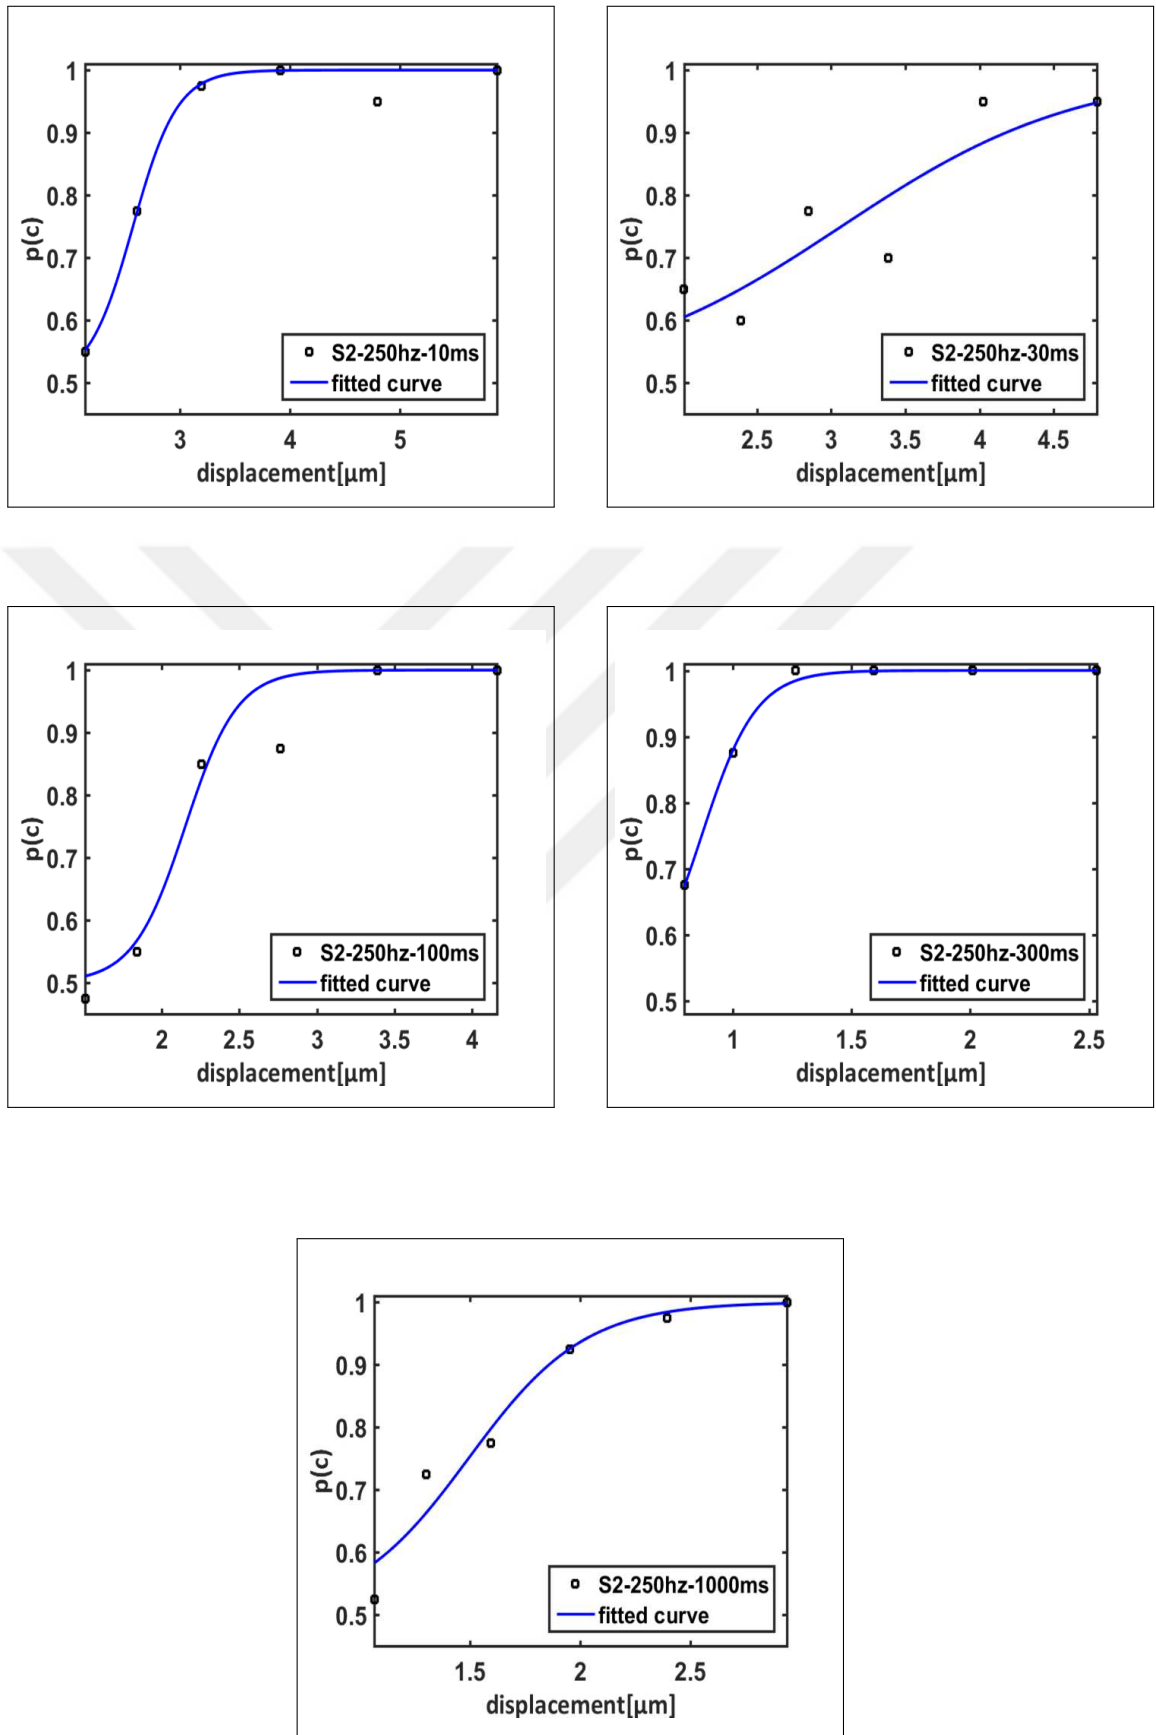 1
0.9
0.8
0.7
0.6
0.5
p(c)
S2-250hz-10ms
fitted curve
3 4 5
displacement[µm]
1
0.9
0.8
0.7
0.6
0.5
p(c)
S2-250hz-30ms
fitted curve
2.5 3 3.5 4 4.5
displacement[µm]
1
0.9
0.8
0.7
0.6
0.5
p(c)
S2-250hz-100ms
fitted curve
2 2.5 3 3.5 4
displacement[µm]
1
0.9
0.8
0.7
0.6
0.5
p(c)
S2-250hz-300ms
fitted curve
1 1.5 2 2.5
displacement[µm]
1
0.9
0.8
0.7
0.6
0.5
p(c)
S2-250hz-1000ms
fitted curve
1.5 2 2.5
displacement[µm]